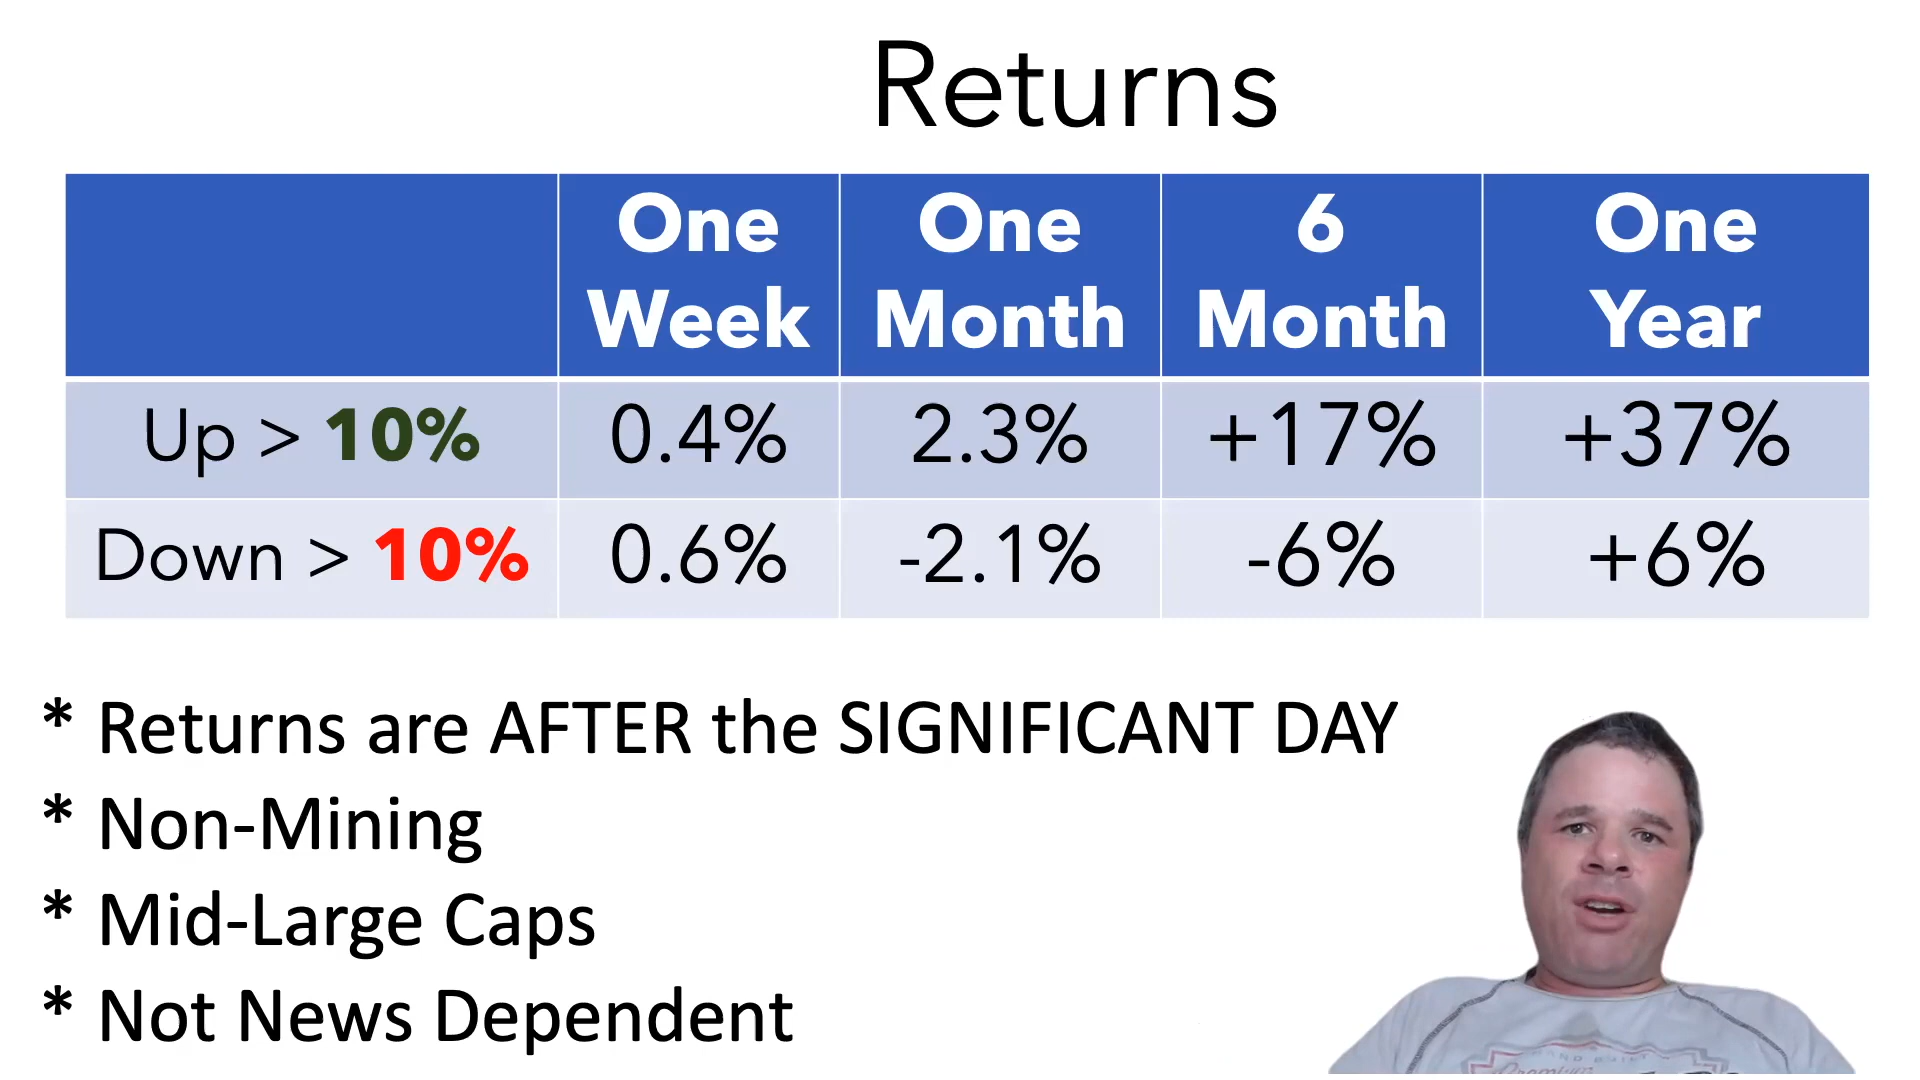 Returns
One Week One Month 6 Month One Year
Up > 10% 0.4% 2.3% +17% +37%
Down > 10% 0.6% -2.1% -6% +6%
* Returns are AFTER the SIGNIFICANT DAY
* Non-Mining
* Mid-Large Caps
* Not News Dependent